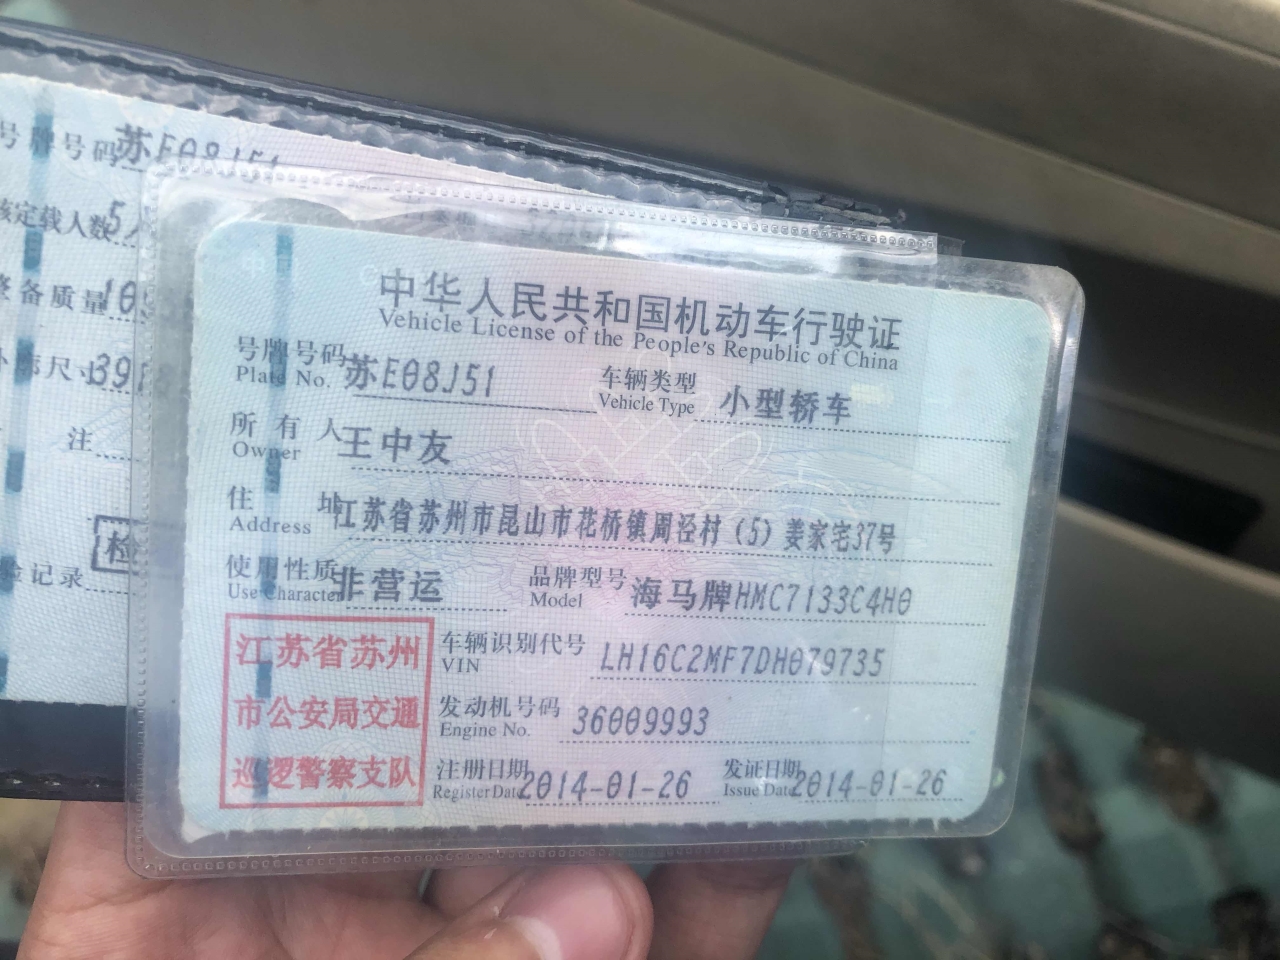 号牌号码 苏E08J51
核定载人数 5人
整备质量
注
检
检记录
中华人民共和国机动车行驶证
Vehicle License of the People's Republic of China
号牌号码 苏E08J51 车辆类型 小型轿车
Plate No. Vehicle Type
所有人 王中友
Owner
住址 江苏省苏州市昆山市花桥镇周泾村(5)姜家宅37号
Address
使用性质 非营运 品牌型号 海马牌HMC7133C4H0
Use Character Model
江苏省苏州
市公安局交通
巡逻警察支队
车辆识别代号 LH16C2MF7DH079735
VIN
发动机号码 36009993
Engine No.
注册日期 2014-01-26 发证日期 2014-01-26
Register Date Issue Date